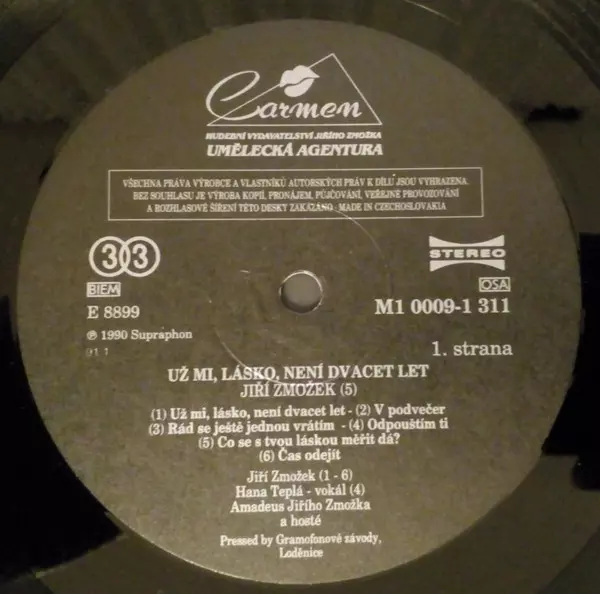 Carmen
HUDEBNÍ VYDAVATELSTVÍ JIŘÍHO ZMOŽKA
UMĚLECKÁ AGENTURA
VŠECHNA PRÁVA VÝROBCE A VLASTNÍKŮ AUTORSKÝCH PRÁV K DÍLU JSOU VYHRAZENA.
BEZ SOUHLASU JE VÝROBA KOPIÍ, PRONÁJEM, PŮJČOVÁNÍ, VEŘEJNÉ PROVOZOVÁNÍ
A ROZHLASOVÉ ŠÍŘENÍ TÉTO DESKY ZAKÁZÁNO · MADE IN CZECHOSLOVAKIA
33
STEREO
BIEM
OSA
E 8899
M1 0009-1 311
℗ 1990 Supraphon
1. strana
91 1
UŽ MI, LÁSKO, NENÍ DVACET LET
JIŘÍ ZMOŽEK (5)
(1) Už mi, lásko, není dvacet let - (2) V podvečer
(3) Rád se ještě jednou vrátím - (4) Odpouštím ti
(5) Co se s tvou láskou měřit dá?
(6) Čas odejít
Jiří Zmožek (1 - 6)
Hana Teplá - vokál (4)
Amadeus Jiřího Zmožka
a hosté
Pressed by Gramofonové závody,
Loděnice